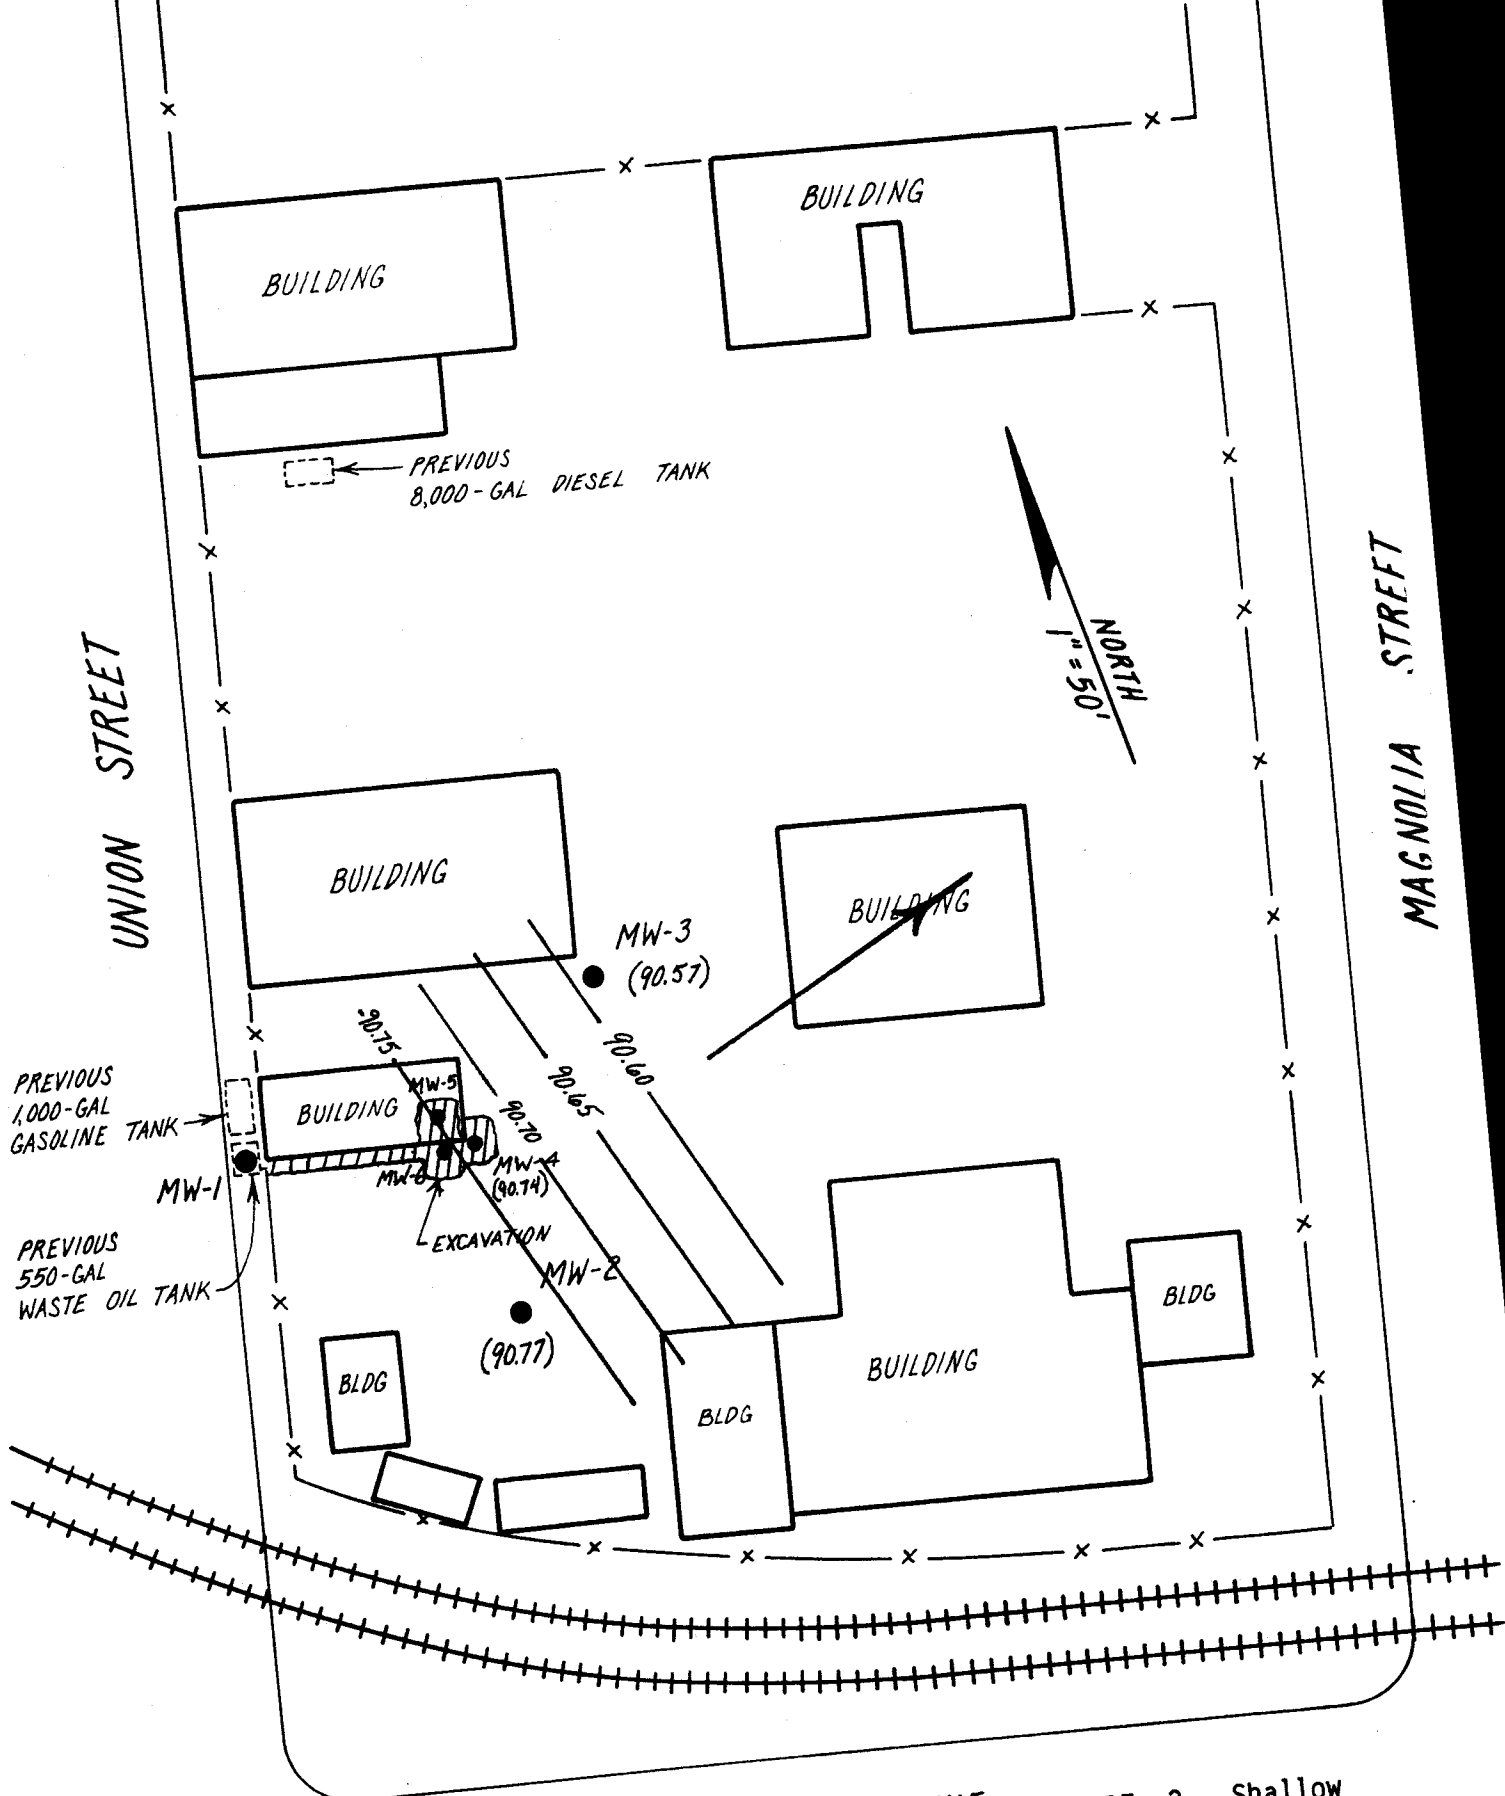 BUILDING
BUILDING
PREVIOUS
8,000-GAL DIESEL TANK
NORTH
1" = 50'
UNION STREET
MAGNOLIA STREET
BUILDING
BUILDING
MW-3
(90.57)
90.75
90.70
90.65
90.60
PREVIOUS
1,000-GAL
GASOLINE TANK
BUILDING
MW-5
MW-4
(90.74)
MW-6
MW-1
EXCAVATION
PREVIOUS
550-GAL
WASTE OIL TANK
MW-2
(90.77)
BLDG
BLDG
BUILDING
BLDG
Shallow